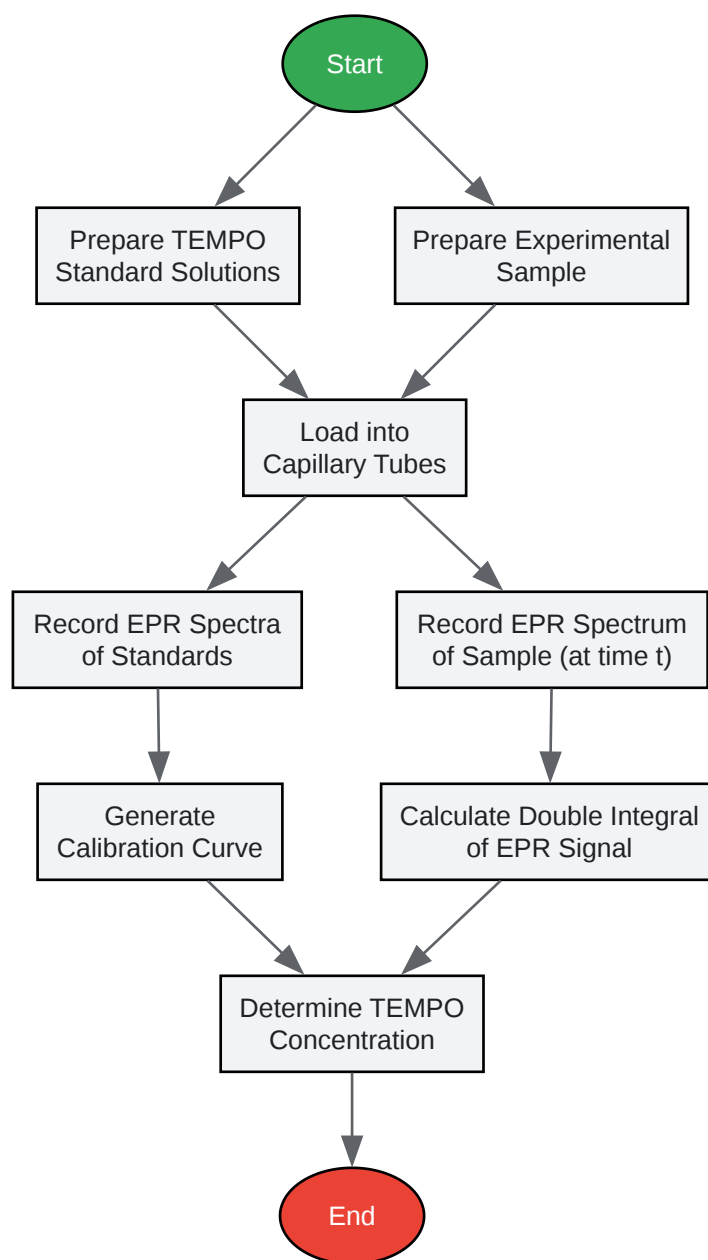 Start
Prepare TEMPO
Standard Solutions
Prepare Experimental
Sample
Load into
Capillary Tubes
Record EPR Spectra
of Standards
Record EPR Spectrum
of Sample (at time t)
Generate
Calibration Curve
Calculate Double Integral
of EPR Signal
Determine TEMPO
Concentration
End